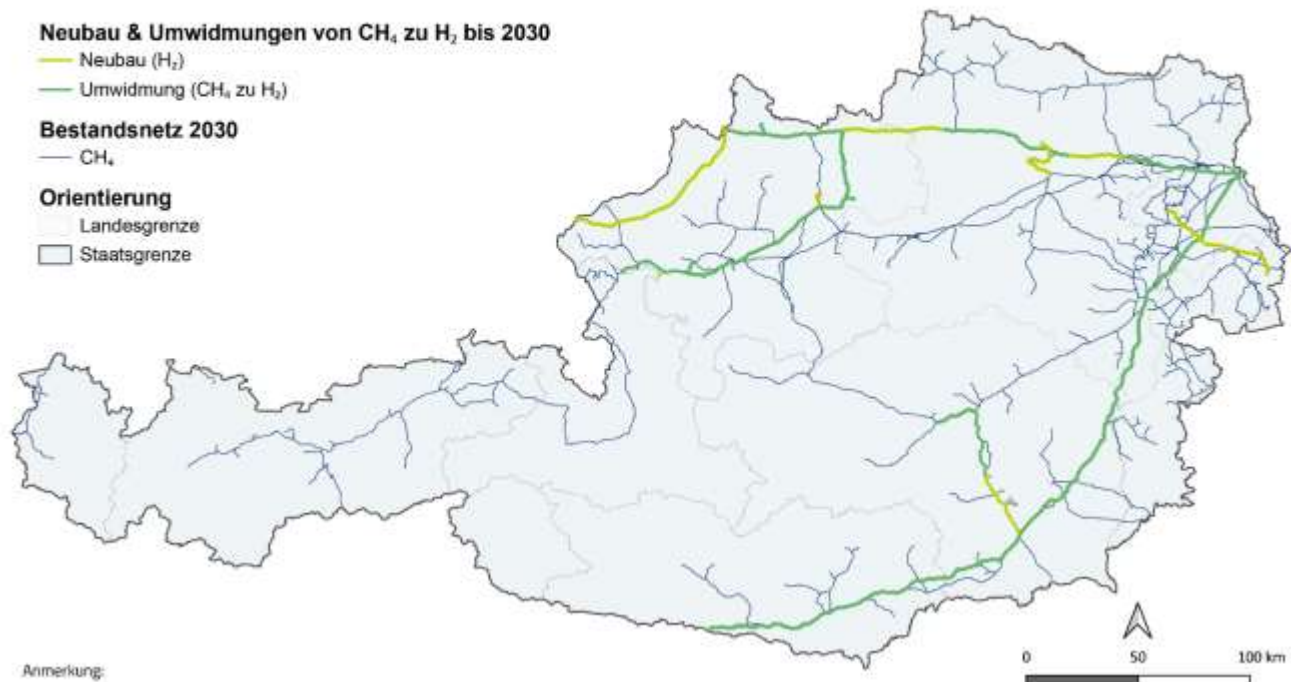 Neubau & Umwidmungen von CH₄ zu H₂ bis 2030
Neubau (H₂)
Umwidmung (CH₄ zu H₂)
Bestandsnetz 2030
CH₄
Orientierung
Landesgrenze
Staatsgrenze
Anmerkung:
0 50 100 km